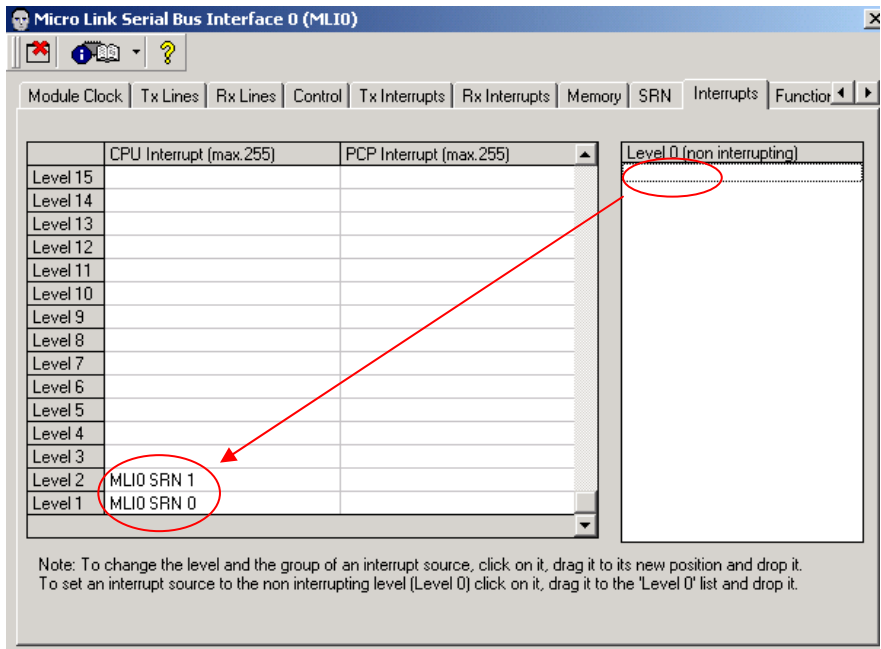 Micro Link Serial Bus Interface 0 (MLI0)
Module Clock Tx Lines Rx Lines Control Tx Interrupts Rx Interrupts Memory SRN Interrupts Function
CPU Interrupt (max.255) PCP Interrupt (max.255) Level 0 (non interrupting)
Level 15
Level 14
Level 13
Level 12
Level 11
Level 10
Level 9
Level 8
Level 7
Level 6
Level 5
Level 4
Level 3
Level 2 MLI0 SRN 1
Level 1 MLI0 SRN 0
Note: To change the level and the group of an interrupt source, click on it, drag it to its new position and drop it.
To set an interrupt source to the non interrupting level (Level 0) click on it, drag it to the 'Level 0' list and drop it.